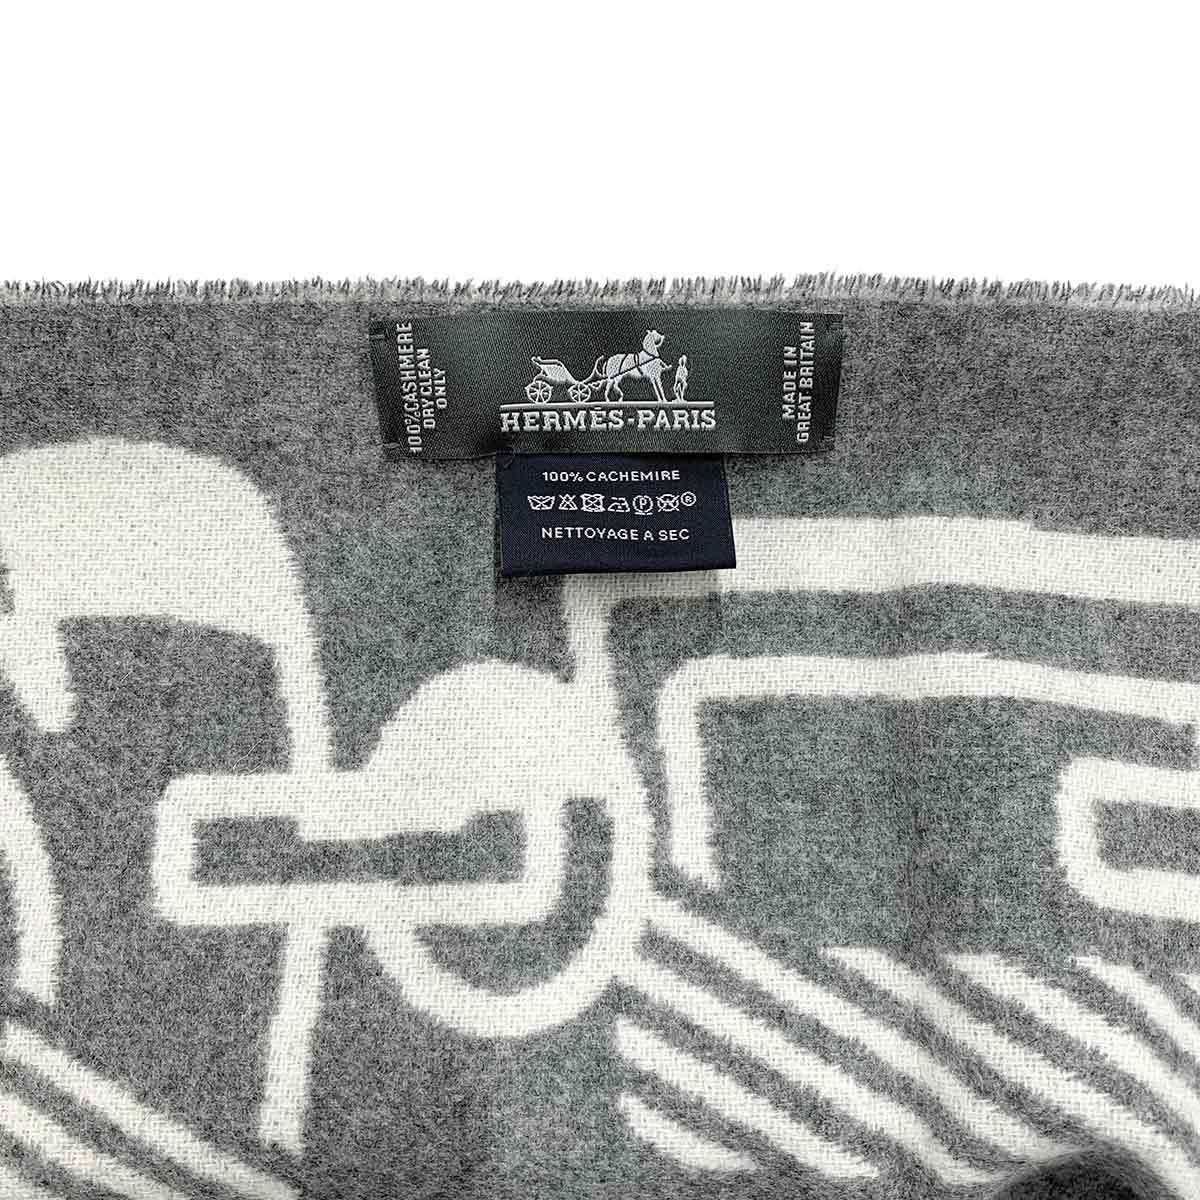 100% CASHMERE
DRY CLEAN
ONLY
HERMÈS-PARIS
MADE IN
GREAT BRITAIN
100% CACHEMIRE
P R
NETTOYAGE A SEC